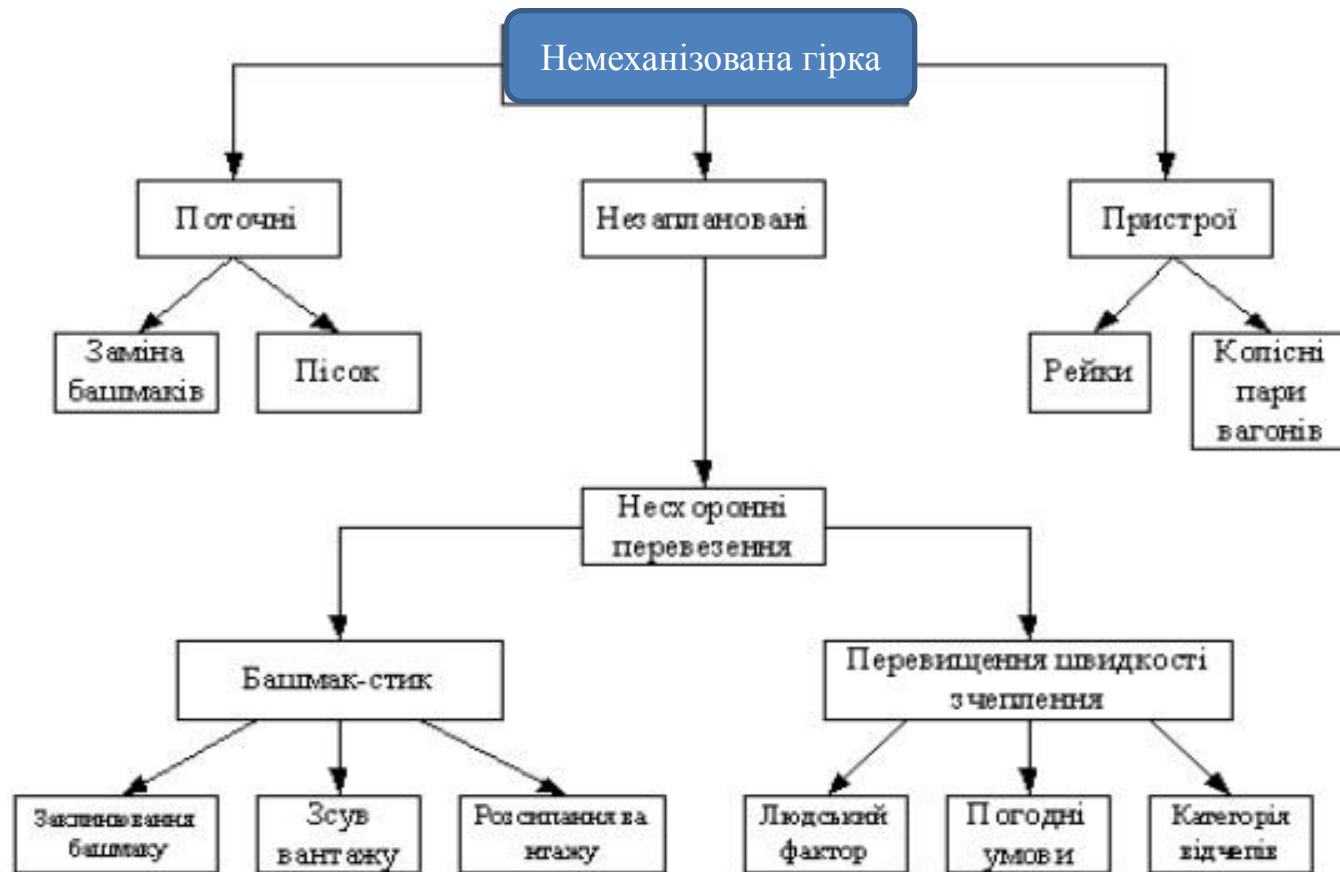 Немеханізована гірка
Поточні
Незаплановані
Пристрої
Заміна
башмаків
Пісок
Рейки
Колісні
пари
вагонів
Несхоронні
перевезення
Башмак-стик
Перевищення швидкості
зчеплення
Заклинювання
башмаку
Зсув
вантажу
Розсипання ва
нтажу
Людський
фактор
Погодні
умови
Категорія
відчепів